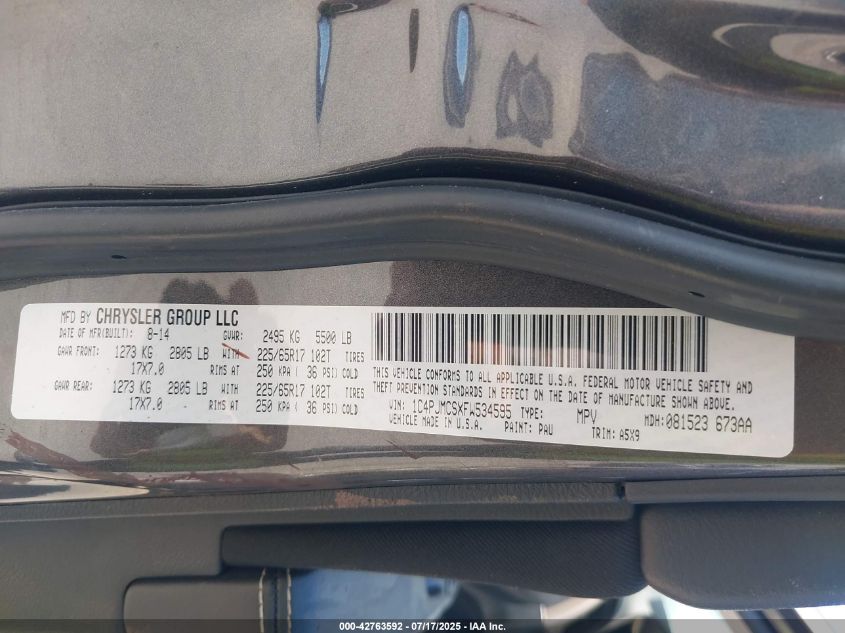 MFD BY CHRYSLER GROUP LLC
DATE OF MFR(BUILT): 8-14 GVWR: 2495 KG 5500 LB
GAWR FRONT: 1273 KG 2805 LB WITH 225/65R17 102T TIRES
17X7.0 RIMS AT 250 KPA ( 36 PSI) COLD
GAWR REAR: 1273 KG 2805 LB WITH 225/65R17 102T TIRES
17X7.0 RIMS AT 250 KPA ( 36 PSI) COLD
THIS VEHICLE CONFORMS TO ALL APPLICABLE U.S.A. FEDERAL MOTOR VEHICLE SAFETY AND
THEFT PREVENTION STANDARDS IN EFFECT ON THE DATE OF MANUFACTURE SHOWN ABOVE.
VIN: 1C4PJMCSXFW534595 TYPE: MPV MDH:081523 673AA
VEHICLE MADE IN U.S.A. PAINT: PAU TRIM: A5X9
000-42763592 - 07/17/2025 - IAA Inc.